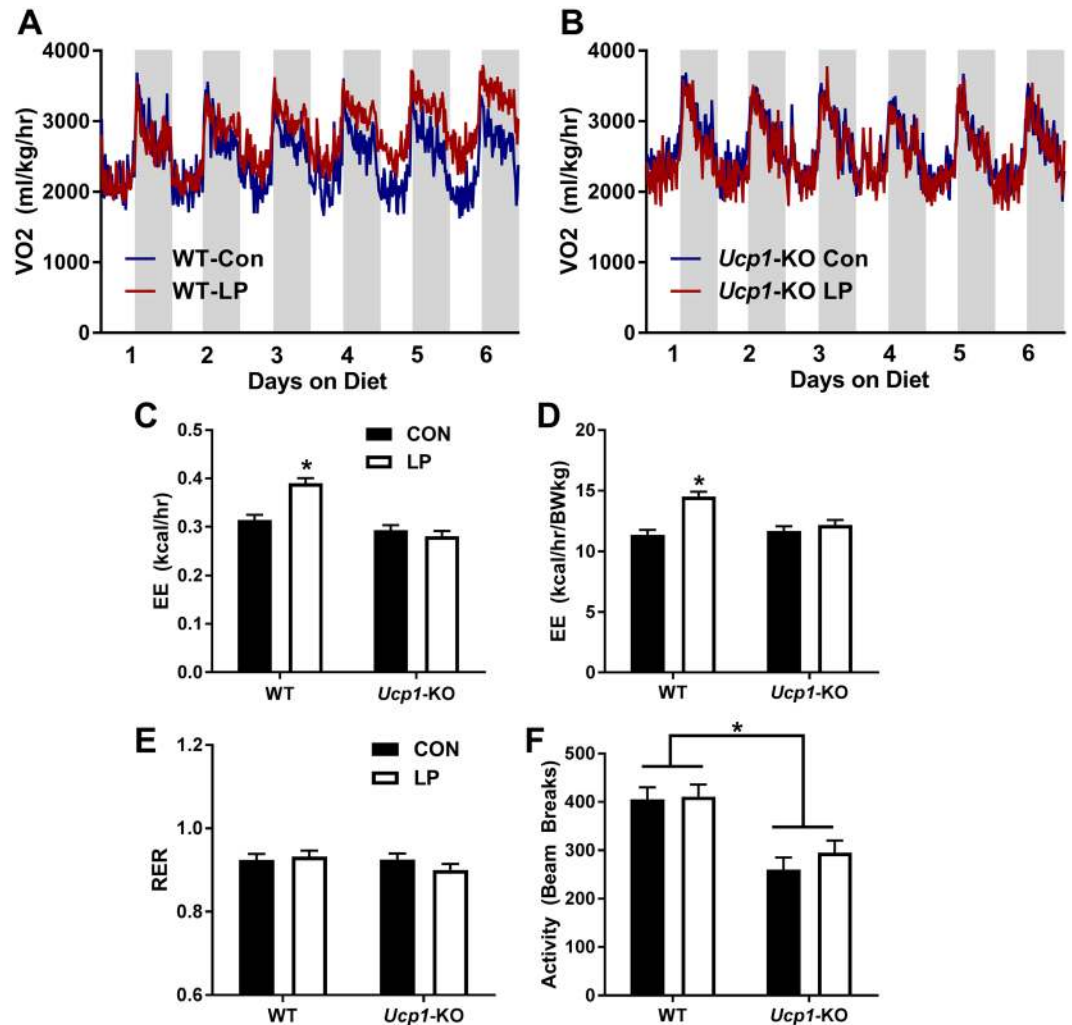 A
4000
3000
2000
1000
0
VO2 (ml/kg/hr)
WT-Con
WT-LP
1 2 3 4 5 6
Days on Diet
B
4000
3000
2000
1000
0
VO2 (ml/kg/hr)
Ucp1-KO Con
Ucp1-KO LP
1 2 3 4 5 6
Days on Diet
C
0.5
0.4
0.3
0.2
0.1
0.0
EE (kcal/hr)
CON
LP
*
WT Ucp1-KO
D
20
15
10
5
0
EE (kcal/hr/BWkg)
*
WT Ucp1-KO
E
1.2
1.0
0.8
0.6
RER
CON
LP
WT Ucp1-KO
F
500
400
300
200
100
0
Activity (Beam Breaks)
*
WT Ucp1-KO